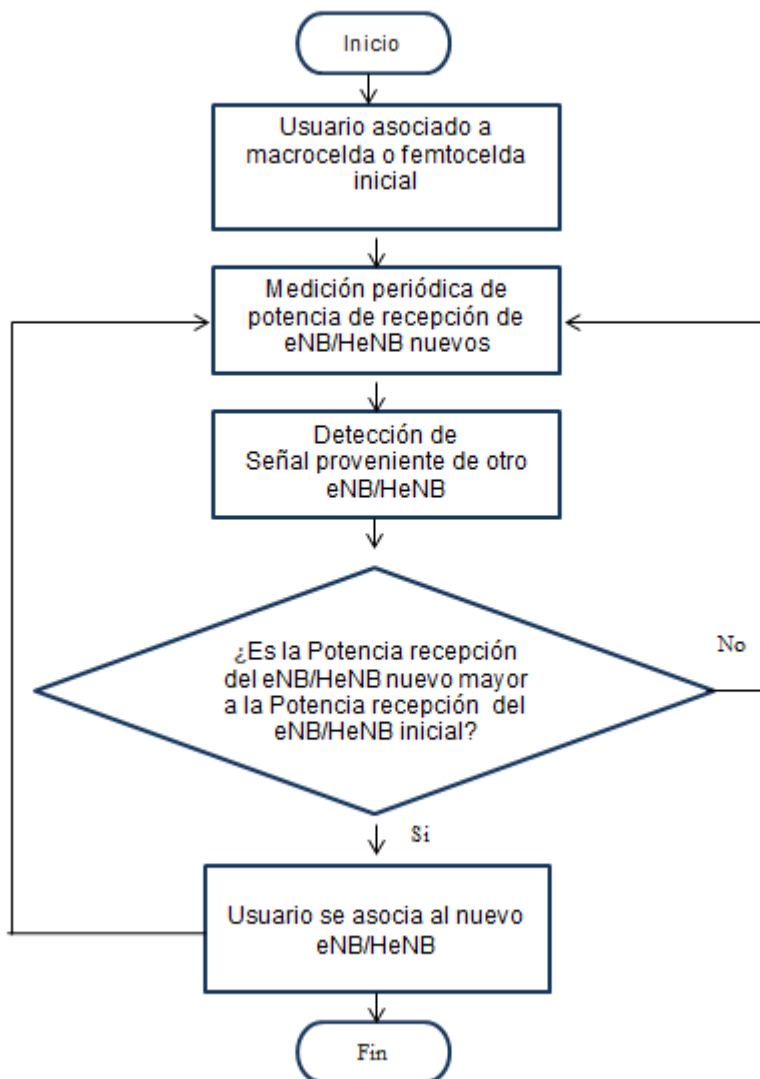 Inicio
Usuario asociado a
macrocelda o femtocelda
inicial
Medición periódica de
potencia de recepción de
eNB/HeNB nuevos
Detección de
Señal proveniente de otro
eNB/HeNB
¿Es la Potencia recepción
del eNB/HeNB nuevo mayor
a la Potencia recepción del
eNB/HeNB inicial?
No
Si
Usuario se asocia al nuevo
eNB/HeNB
Fin